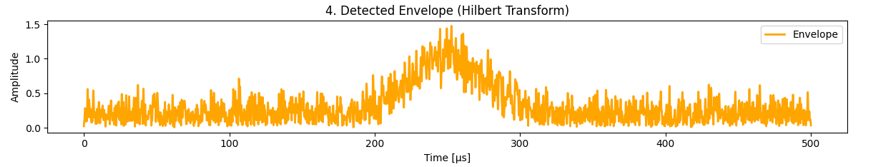 4. Detected Envelope (Hilbert Transform)
Envelope
Amplitude
1.5
1.0
0.5
0.0
0 100 200 300 400 500
Time [µs]